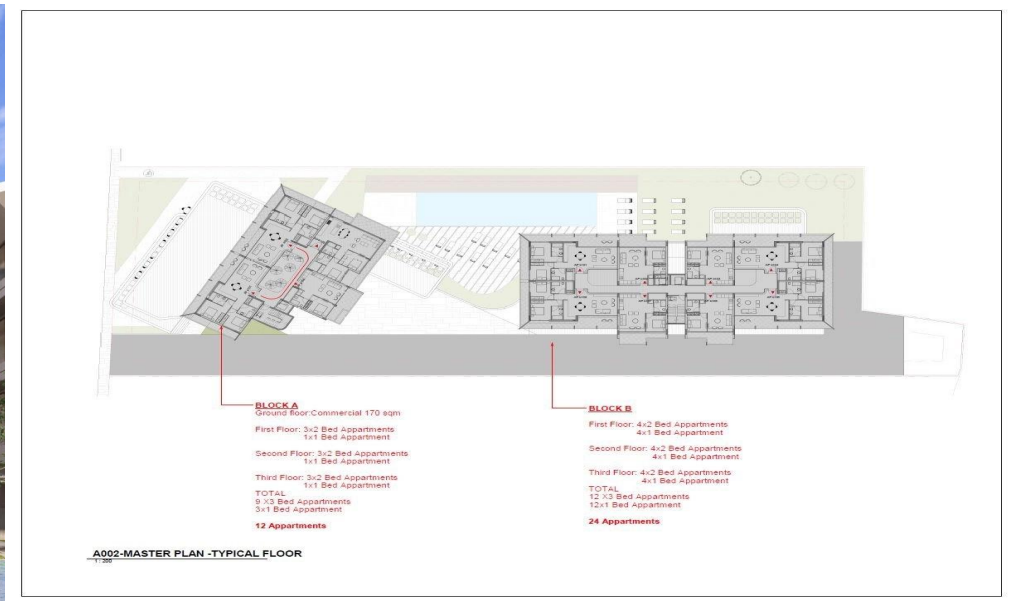 BLOCK A
Ground floor:Commercial 170 sqm
First Floor: 3x2 Bed Appartments
1x1 Bed Appartment
Second Floor: 3x2 Bed Appartments
1x1 Bed Appartment
Third Floor: 3x2 Bed Appartments
1x1 Bed Appartment
TOTAL
9 X3 Bed Appartments
3x1 Bed Appartment
12 Appartments
BLOCK B
First Floor: 4x2 Bed Appartments
4x1 Bed Appartment
Second Floor: 4x2 Bed Appartments
4x1 Bed Appartment
Third Floor: 4x2 Bed Appartments
4x1 Bed Appartment
TOTAL
12 X3 Bed Appartments
12x1 Bed Appartment
24 Appartments
A002-MASTER PLAN -TYPICAL FLOOR
1 : 200